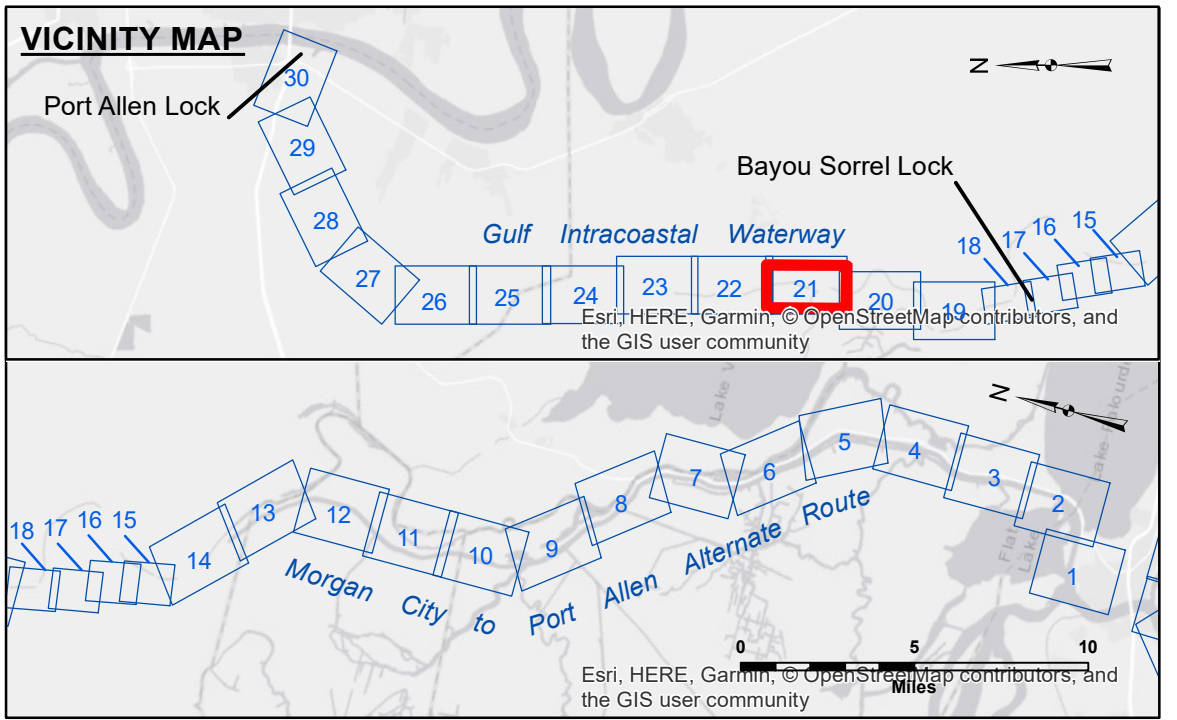 VICINITY MAP
Port Allen Lock
30
29
28
27
26
25
24
23
22
21
20
19
18
17
16
15
N
Bayou Sorrel Lock
Gulf Intracoastal Waterway
Esri, HERE, Garmin, © OpenStreetMap contributors, and
the GIS user community
N
Lake
18
17
16
15
14
13
12
11
10
9
8
7
6
5
4
3
2
1
Lake
Morgan City to Port Allen Alternate Route
0 5 10
Miles
Esri, HERE, Garmin, © OpenStreetMap contributors, and
the GIS user community